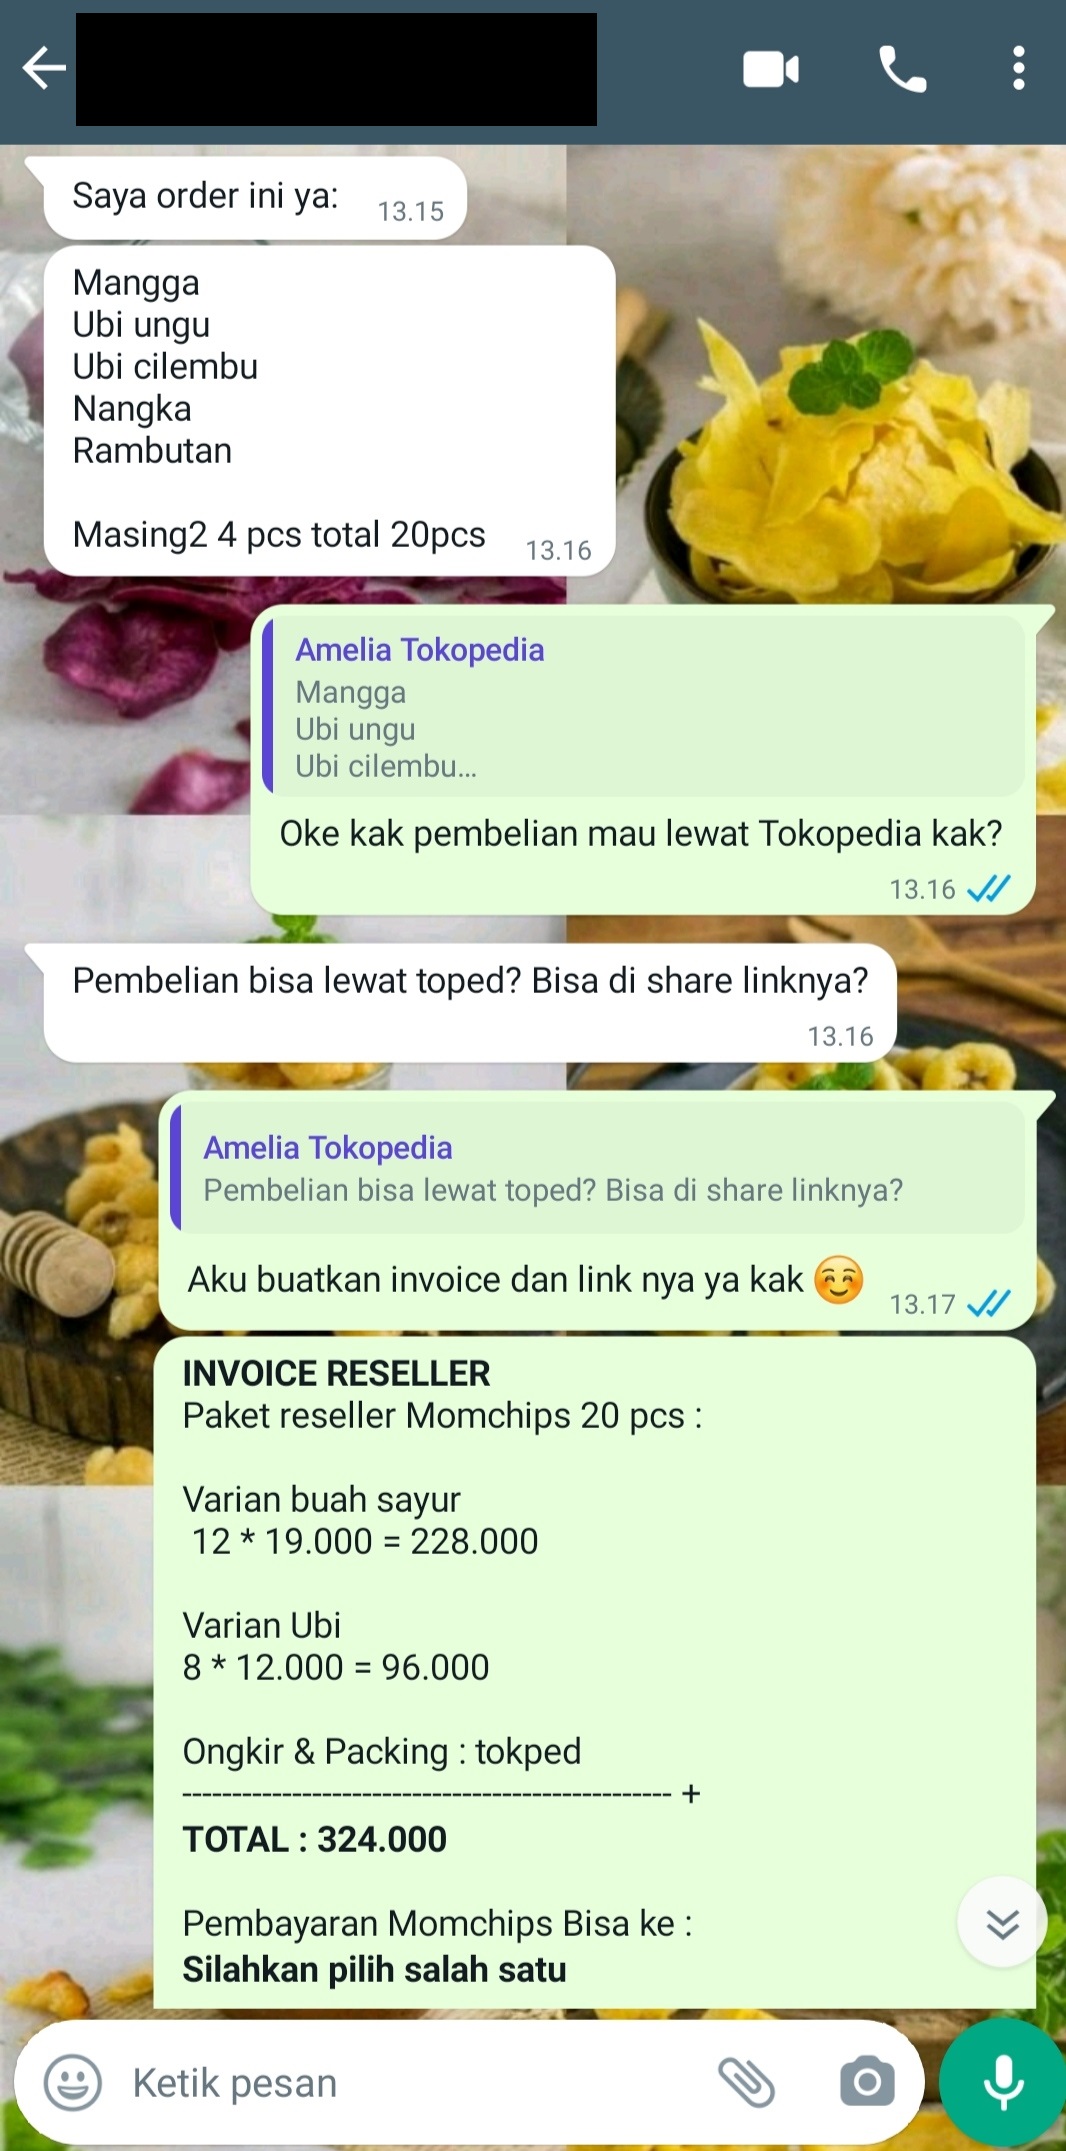 Saya order ini ya:
13.15
Mangga
Ubi ungu
Ubi cilembu
Nangka
Rambutan
Masing2 4 pcs total 20pcs
13.16
Amelia Tokopedia
Mangga
Ubi ungu
Ubi cilembu...
Oke kak pembelian mau lewat Tokopedia kak?
13.16
Pembelian bisa lewat toped? Bisa di share linknya?
13.16
Amelia Tokopedia
Pembelian bisa lewat toped? Bisa di share linknya?
Aku buatkan invoice dan link nya ya kak ☺️
13.17
INVOICE RESELLER
Paket reseller Momchips 20 pcs :
Varian buah sayur
12 * 19.000 = 228.000
Varian Ubi
8 * 12.000 = 96.000
Ongkir & Packing : tokped
------------------------------------------------- +
TOTAL : 324.000
Pembayaran Momchips Bisa ke :
Silahkan pilih salah satu
Ketik pesan